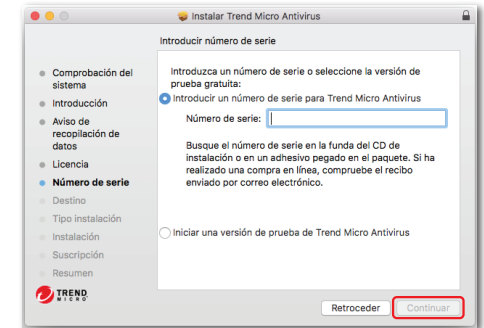 Instalar Trend Micro Antivirus
Introducir número de serie
Comprobación del
sistema
Introducción
Aviso de
recopilación de
datos
Licencia
Número de serie
Destino
Tipo instalación
Instalación
Suscripción
Resumen
Introduzca un número de serie o seleccione la versión de
prueba gratuita:
Introducir un número de serie para Trend Micro Antivirus
Número de serie:
Busque el número de serie en la funda del CD de
instalación o en un adhesivo pegado en el paquete. Si ha
realizado una compra en línea, compruebe el recibo
enviado por correo electrónico.
Iniciar una versión de prueba de Trend Micro Antivirus
TREND
MICRO
Retroceder
Continuar